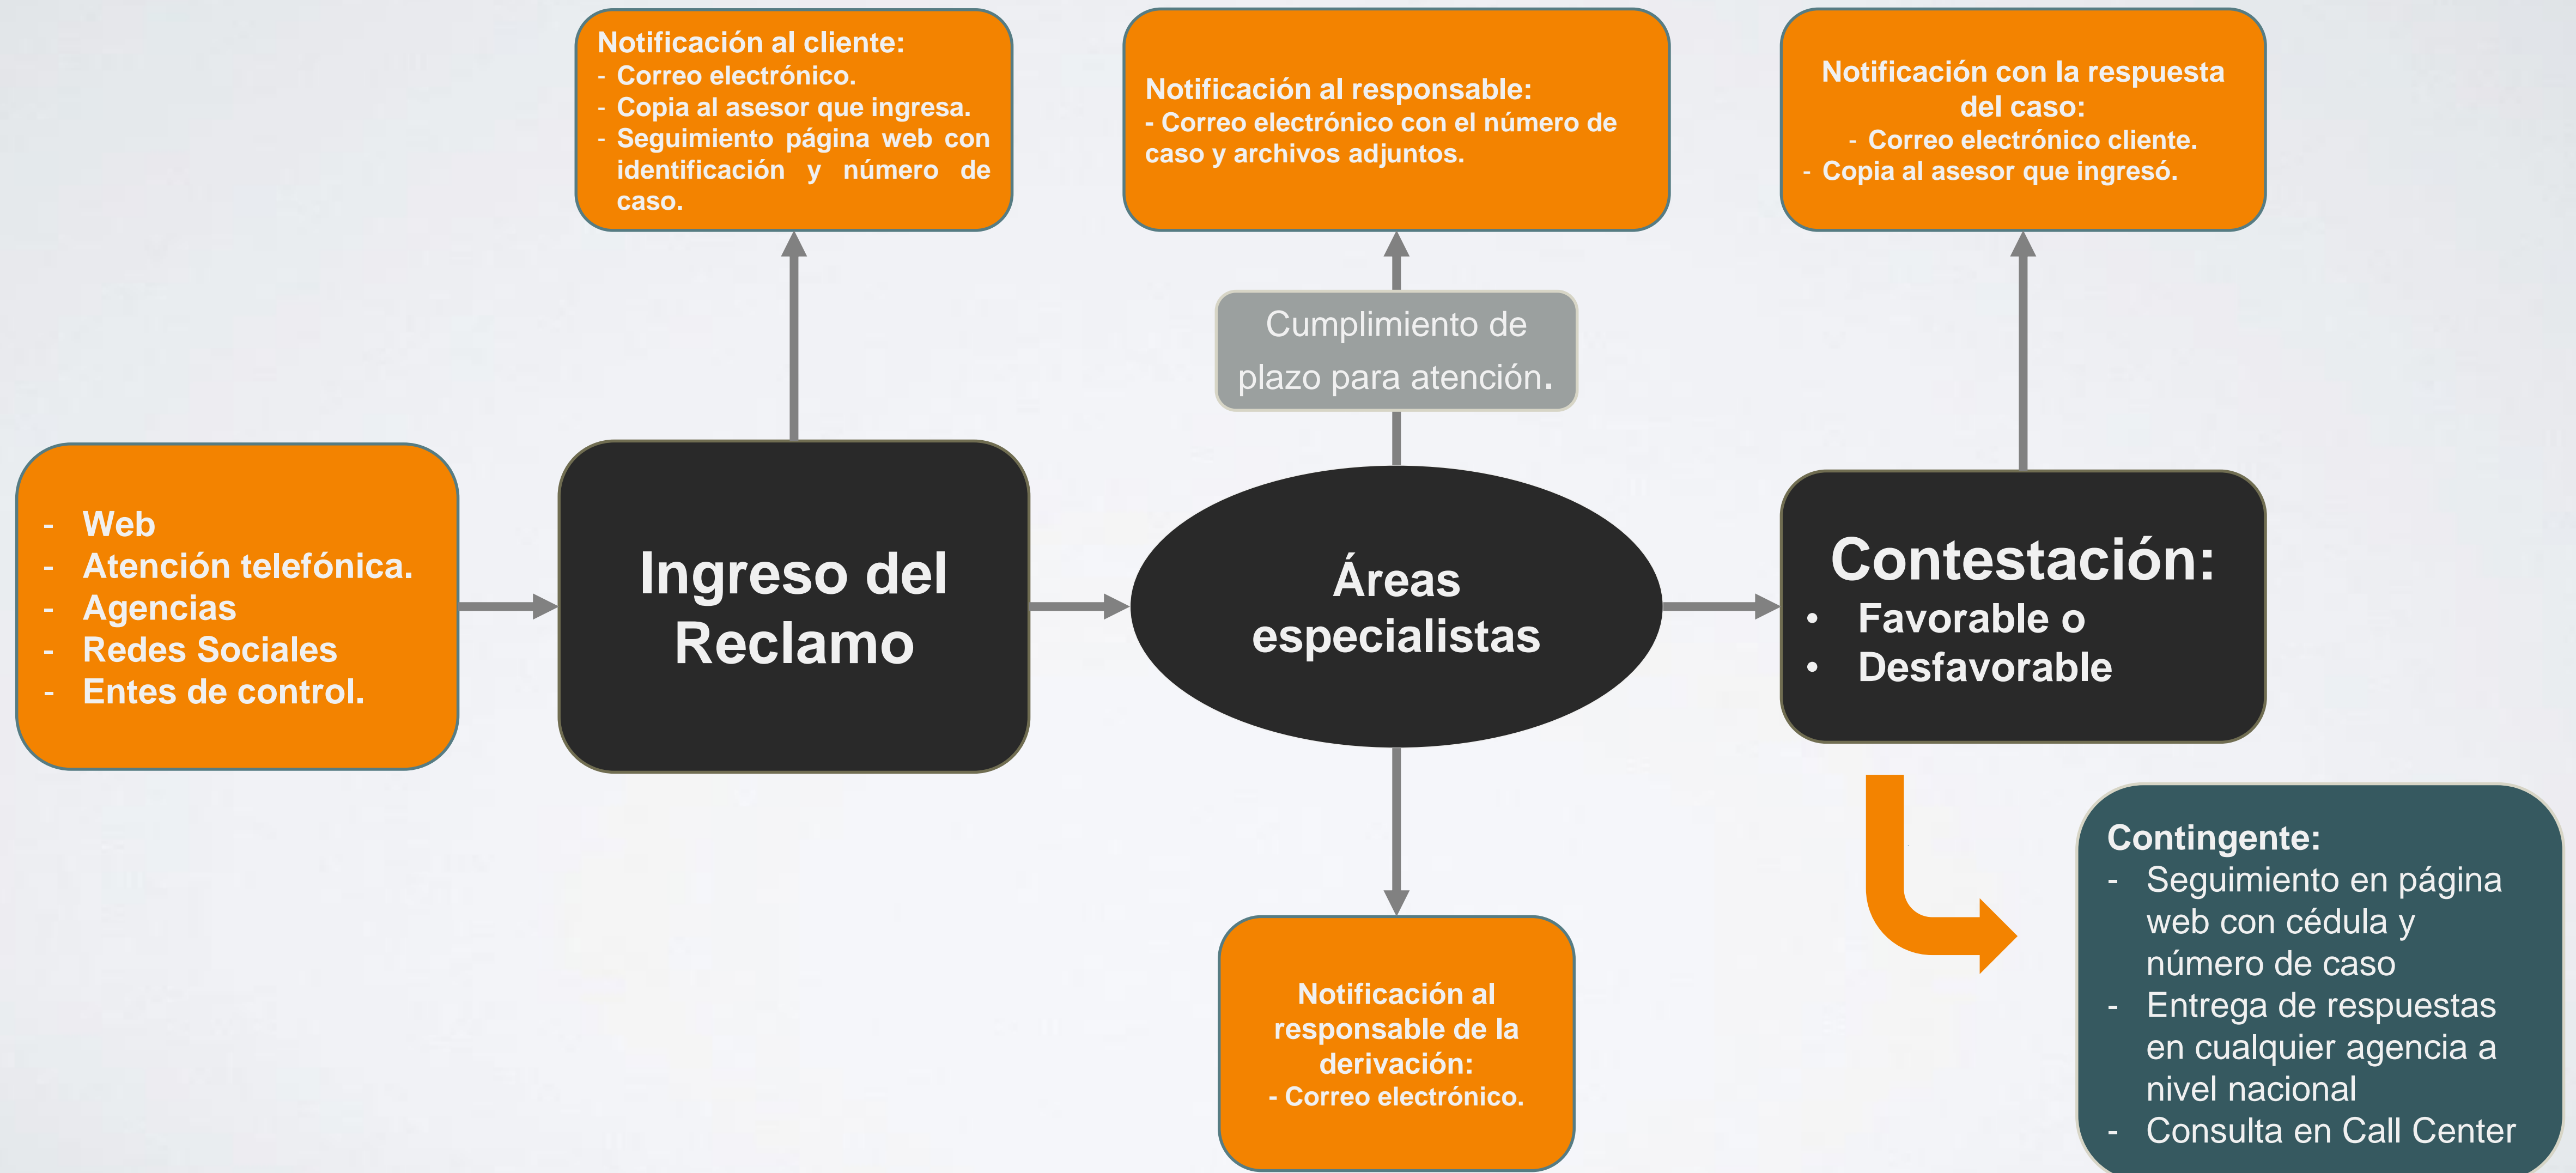 Notificación al cliente:
- Correo electrónico.
- Copia al asesor que ingresa.
- Seguimiento página web con
identificación y número de
caso.
Notificación al responsable:
- Correo electrónico con el número de
caso y archivos adjuntos.
Notificación con la respuesta
del caso:
- Correo electrónico cliente.
- Copia al asesor que ingresó.
Cumplimiento de
plazo para atención.
- Web
- Atención telefónica.
- Agencias
- Redes Sociales
- Entes de control.
Ingreso del
Reclamo
Áreas
especialistas
Contestación:
• Favorable o
• Desfavorable
Notificación al
responsable de la
derivación:
- Correo electrónico.
Contingente:
- Seguimiento en página
web con cédula y
número de caso
- Entrega de respuestas
en cualquier agencia a
nivel nacional
- Consulta en Call Center